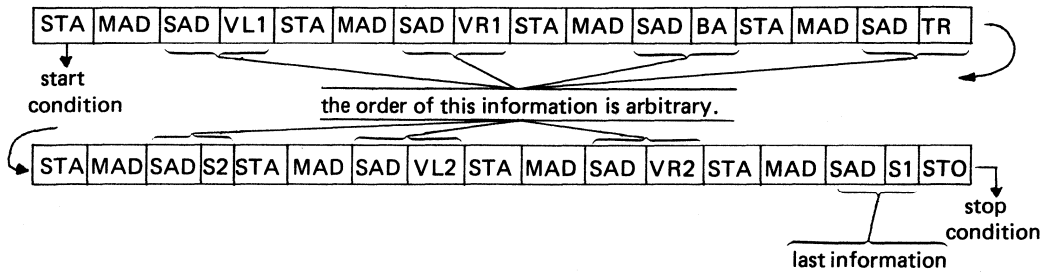 STA MAD SAD VL1 STA MAD SAD VR1 STA MAD SAD BA STA MAD SAD TR
start
condition
the order of this information is arbitrary.
STA MAD SAD S2 STA MAD SAD VL2 STA MAD SAD VR2 STA MAD SAD S1 STO
stop
condition
last information